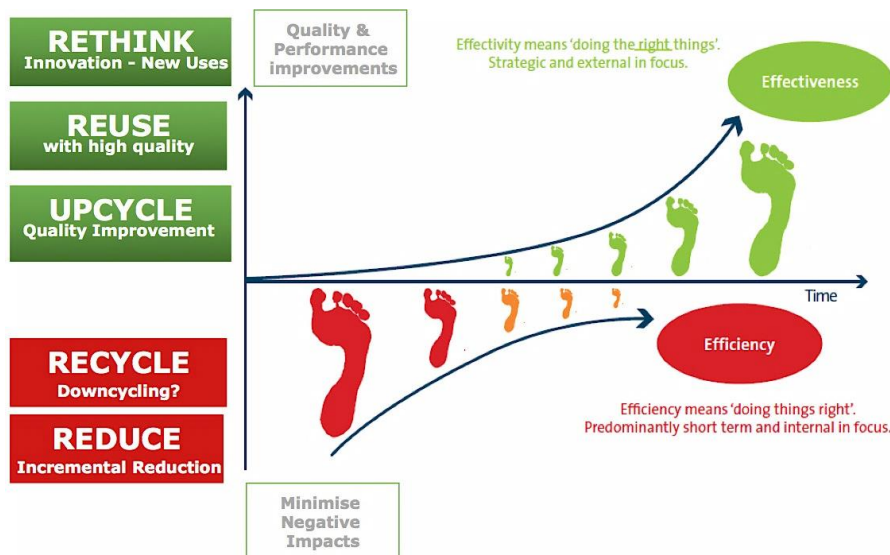 RETHINK
Innovation - New Uses
REUSE
with high quality
UPCYCLE
Quality Improvement
RECYCLE
Downcycling?
REDUCE
Incremental Reduction
Quality &
Performance
improvements
Effectivity means ‘doing the right things’.
Strategic and external in focus.
Effectiveness
Time
Efficiency
Efficiency means ‘doing things right’.
Predominantly short term and internal in focus.
Minimise
Negative
Impacts